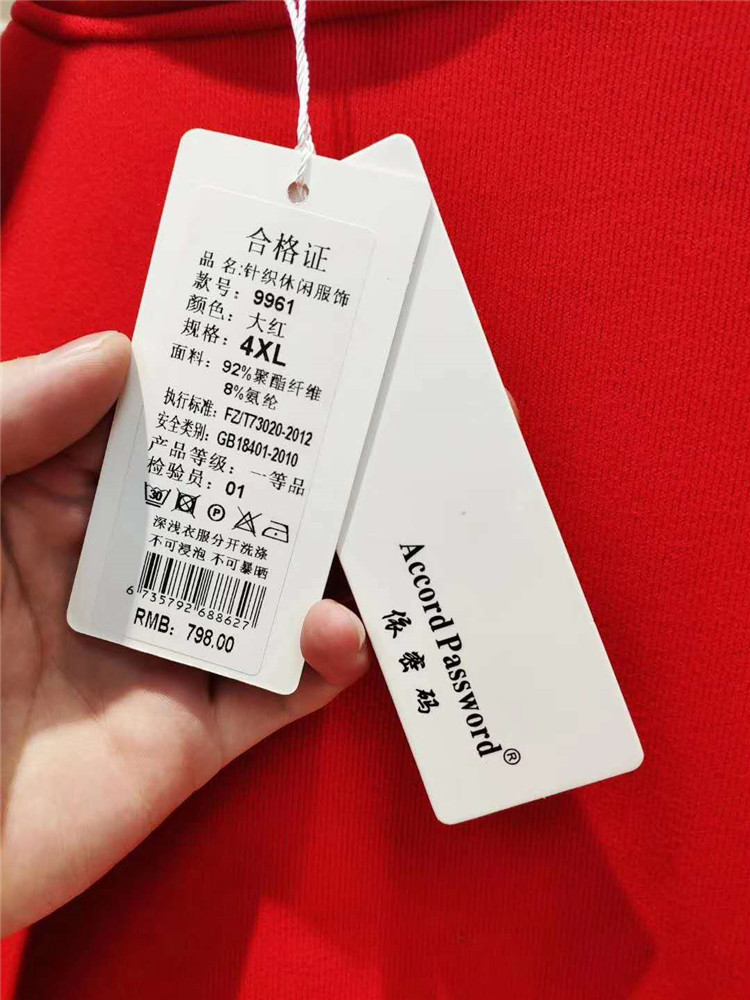 合格证
品 名:针织休闲服饰
款号: 9961
颜色: 大红
规格: 4XL
面料: 92%聚酯纤维
8%氨纶
执行标准: FZ/T73020-2012
安全类别: GB18401-2010
产品等级: 一等品
检验员: 01
30 P
深浅衣服分开洗涤
不可浸泡 不可暴晒
6 735792 688627
RMB: 798.00
Accord Password®
依密码